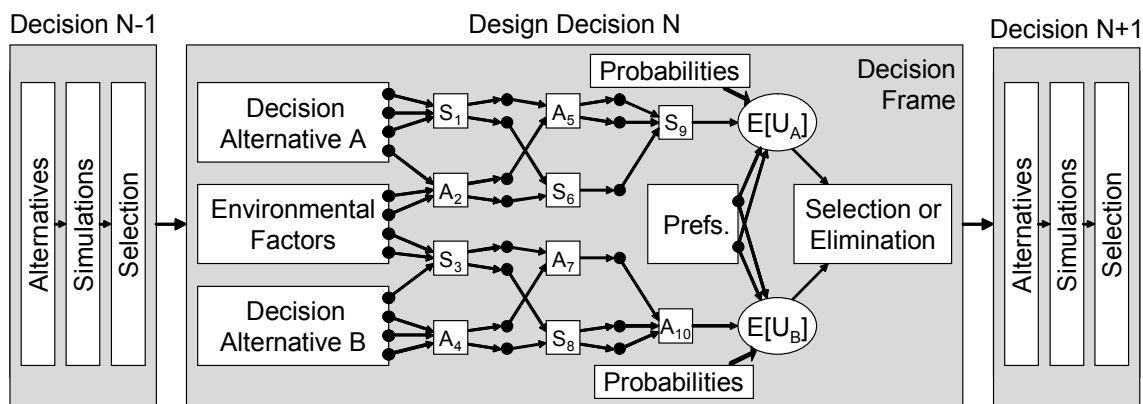 Decision N-1
Design Decision N
Decision N+1
Alternatives
Simulations
Selection
Decision
Alternative A
Environmental
Factors
Decision
Alternative B
S1
A2
S3
A4
A5
S6
A7
S8
S9
A10
Probabilities
E[UA]
Prefs.
E[UB]
Probabilities
Decision
Frame
Selection or
Elimination
Alternatives
Simulations
Selection